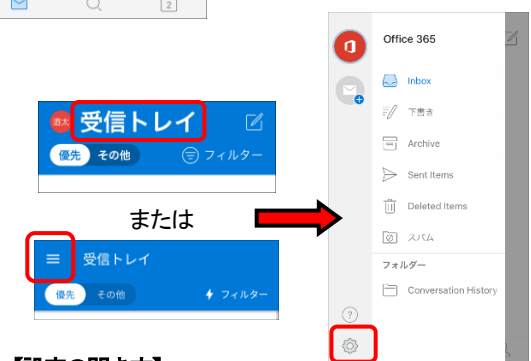 2
道太 受信トレイ
優先 その他 フィルター
または
受信トレイ
優先 その他 フィルター
Office 365
Inbox
下書き
Archive
Sent Items
Deleted Items
スパム
フォルダー
Conversation History
?